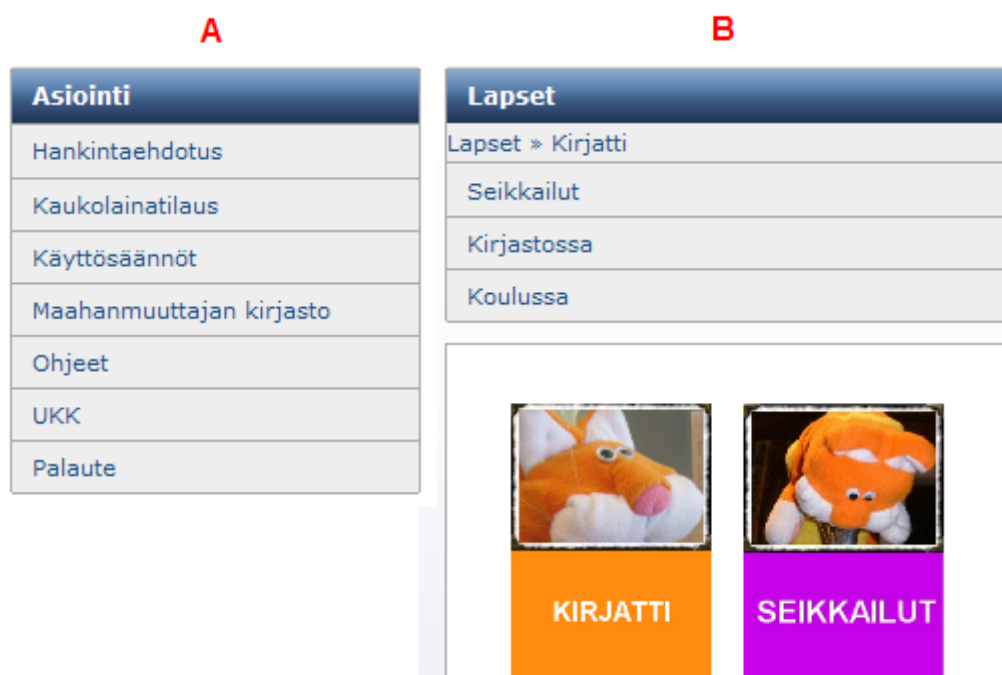 A
Asiointi
Hankintaehdotus
Kaukolainatilaus
Käyttösäännöt
Maahanmuuttajan kirjasto
Ohjeet
UKK
Palaute
B
Lapset
Lapset » Kirjatti
Seikkailut
Kirjastossa
Koulussa
KIRJATTI
SEIKKAILUT